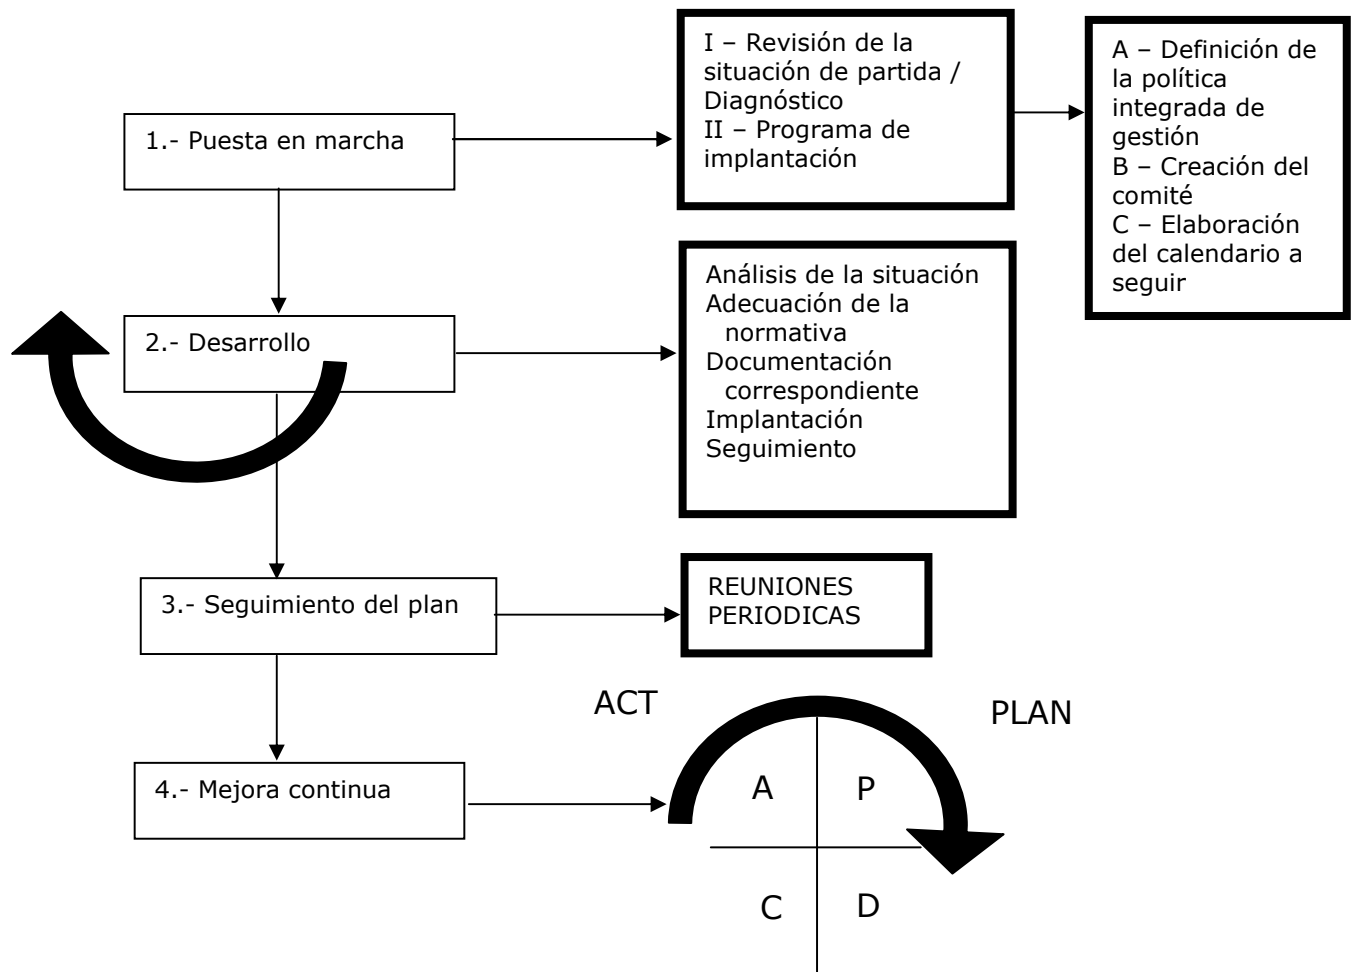 1.- Puesta en marcha
I – Revisión de la
situación de partida /
Diagnóstico
II – Programa de
implantación
A – Definición de
la política
integrada de
gestión
B – Creación del
comité
C – Elaboración
del calendario a
seguir
2.- Desarrollo
Análisis de la situación
Adecuación de la
normativa
Documentación
correspondiente
Implantación
Seguimiento
3.- Seguimiento del plan
REUNIONES
PERIODICAS
4.- Mejora continua
ACT
PLAN
A
P
C
D